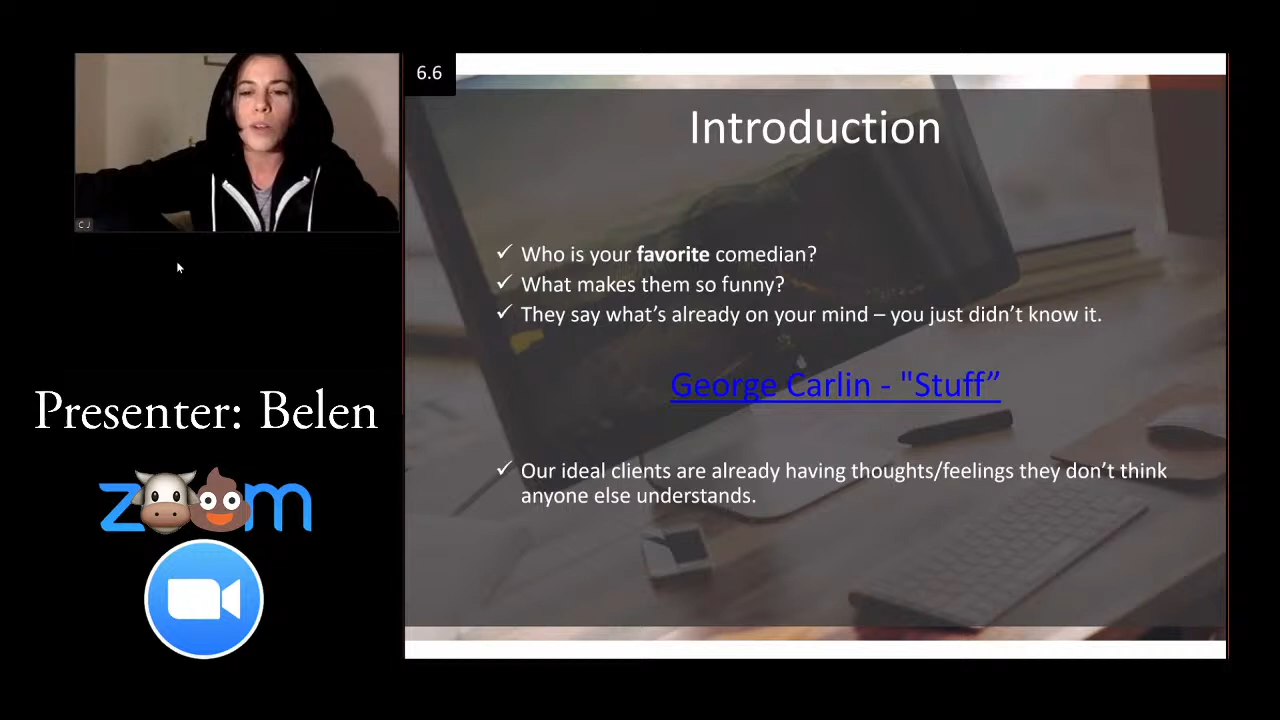 6.6
Introduction
✓ Who is your favorite comedian?
✓ What makes them so funny?
✓ They say what’s already on your mind – you just didn’t know it.
George Carlin - "Stuff”
✓ Our ideal clients are already having thoughts/feelings they don’t think
anyone else understands.
C J
Presenter: Belen
z🐮💩m